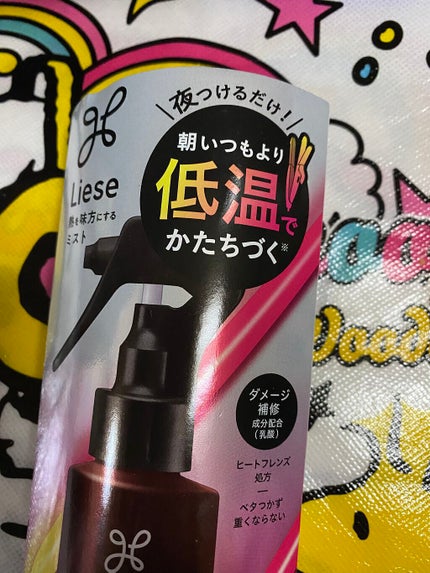 夜つけるだけ!
朝いつもより
低温で
かたちづく※
Liese
熱を味方にする
ミスト
ダメージ
補修
成分配合
(乳酸)
ヒートフレンズ
処方
ベタつかず
重くならない